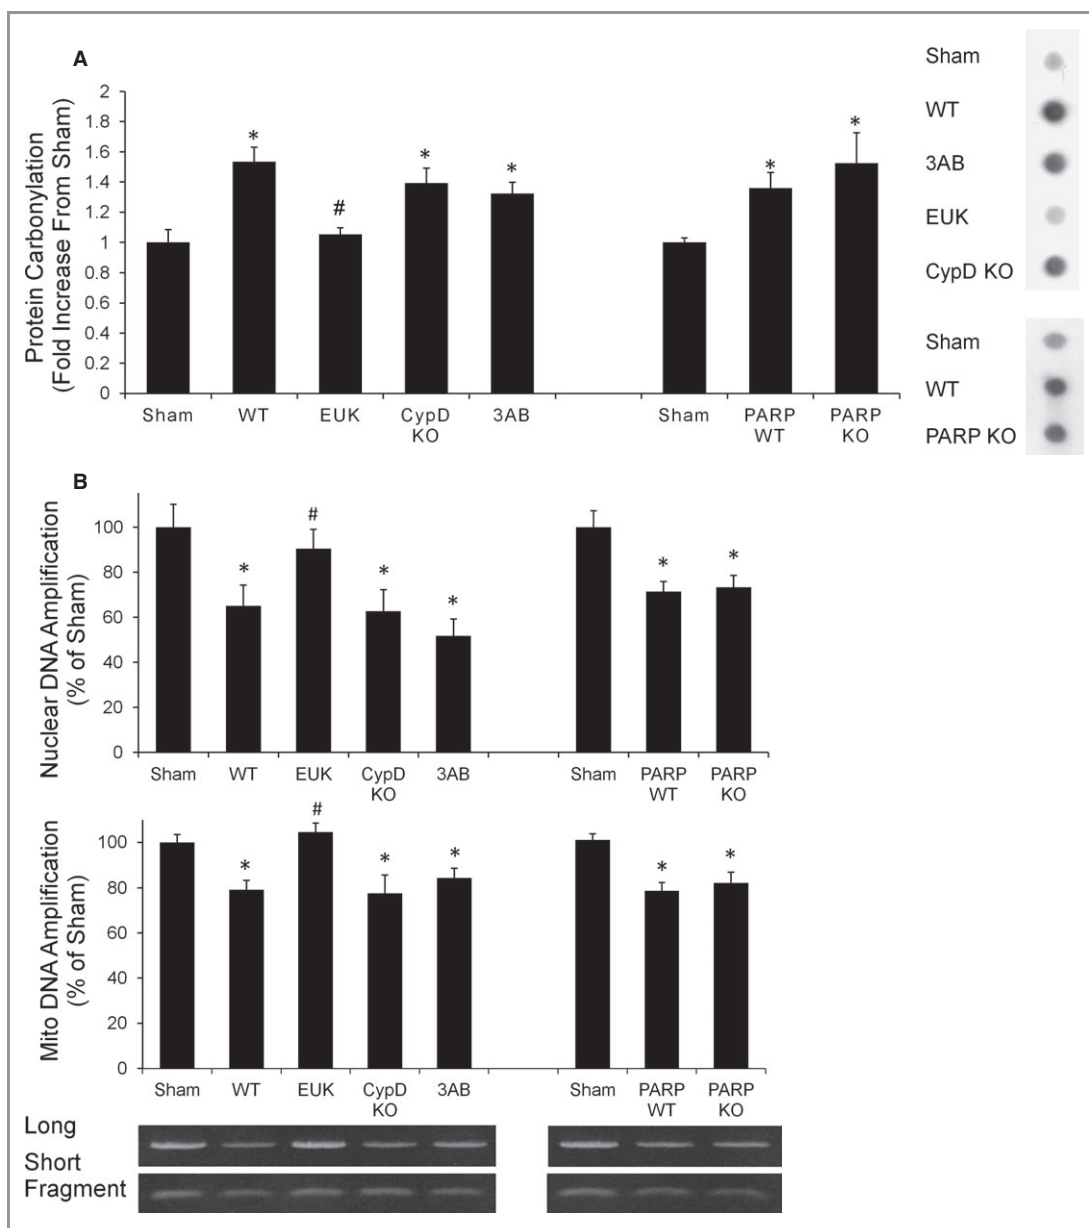 A
Protein Carbonylation
(Fold Increase From Sham)
2
1.8
1.6
1.4
1.2
1
0.8
0.6
0.4
0.2
0
*
#
*
*
*
*
Sham WT EUK CypD KO 3AB Sham PARP WT PARP KO
Sham
WT
3AB
EUK
CypD KO
Sham
WT
PARP KO
B
Nuclear DNA Amplification
(% of Sham)
100
80
60
40
20
0
*
#
*
*
*
*
Sham WT EUK CypD KO 3AB Sham PARP WT PARP KO
Mito DNA Amplification
(% of Sham)
100
80
60
40
20
0
*
#
*
*
*
*
Sham WT EUK CypD KO 3AB Sham PARP WT PARP KO
Long
Short
Fragment